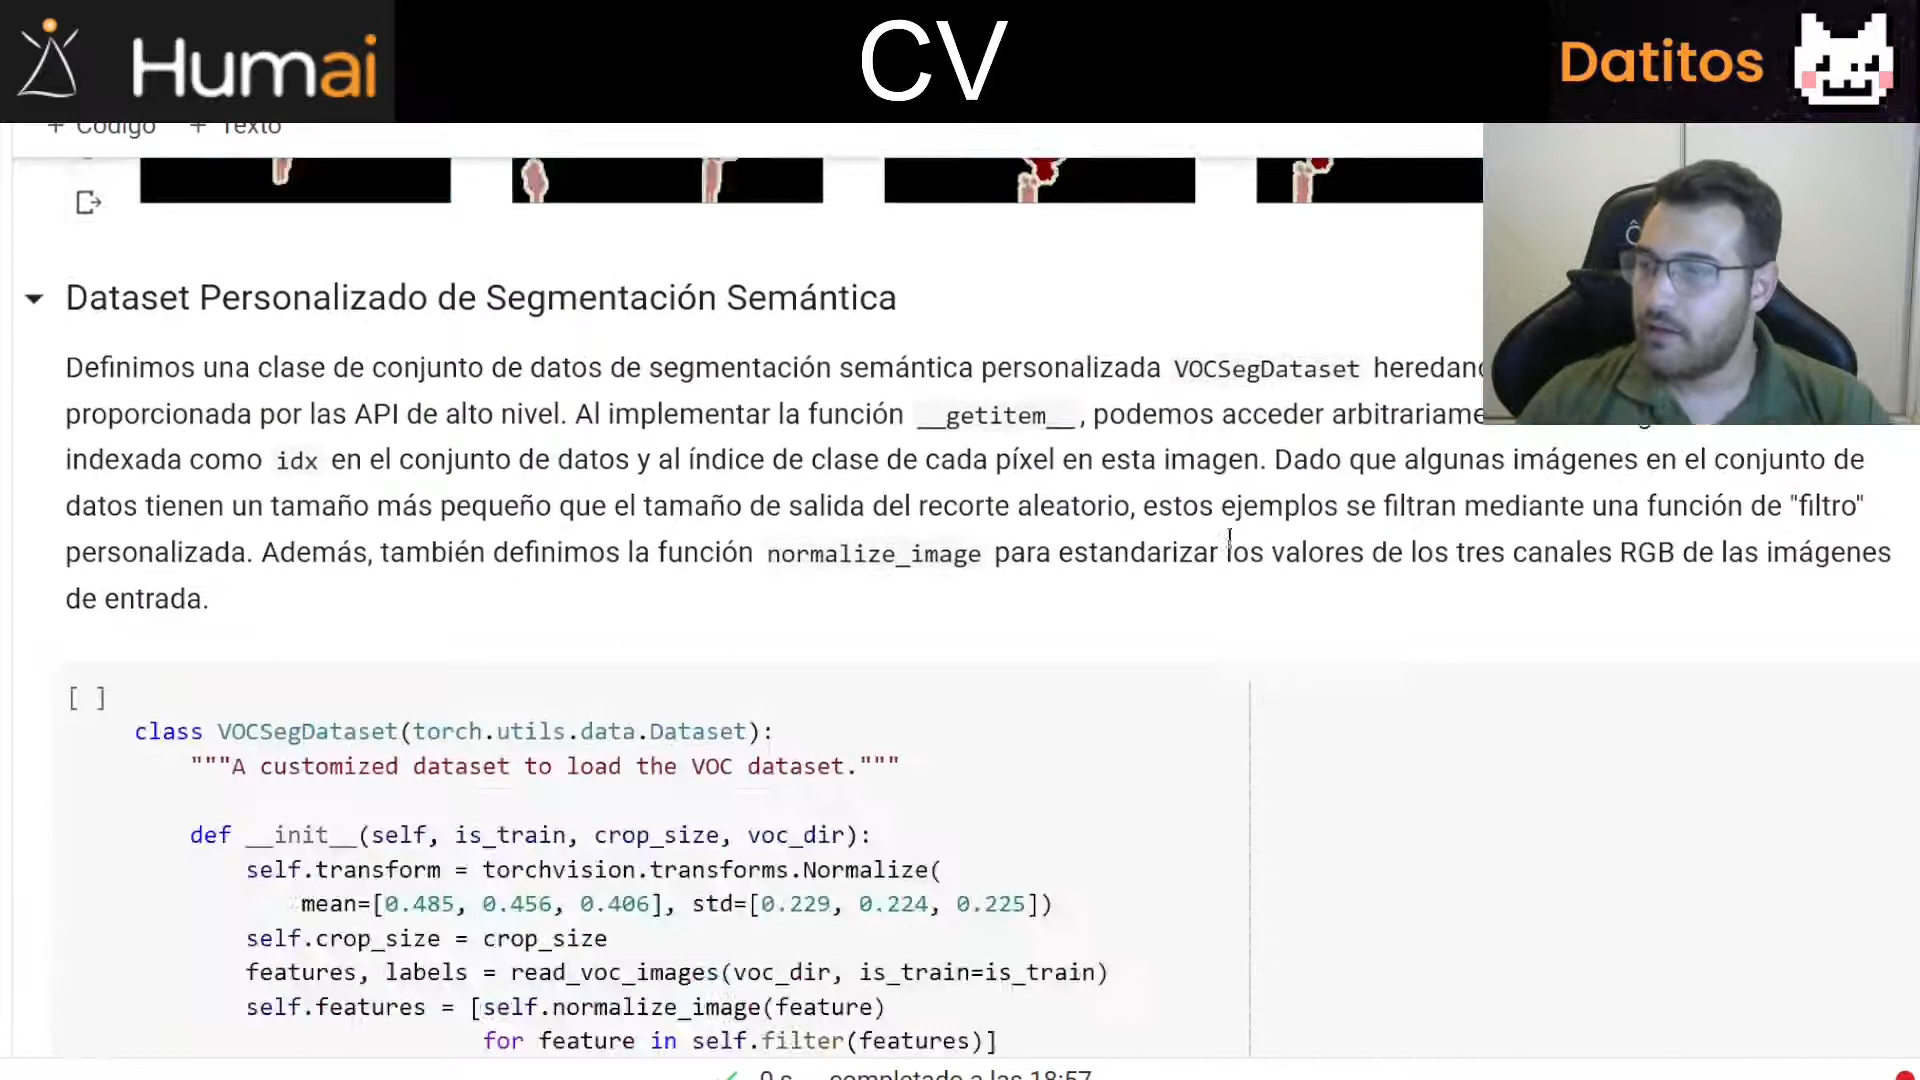 Humai
CV
Datitos
+ Código + Texto
Dataset Personalizado de Segmentación Semántica
Definimos una clase de conjunto de datos de segmentación semántica personalizada VOCSegDataset heredand
proporcionada por las API de alto nivel. Al implementar la función __getitem__, podemos acceder arbitrariame
indexada como idx en el conjunto de datos y al índice de clase de cada píxel en esta imagen. Dado que algunas imágenes en el conjunto de
datos tienen un tamaño más pequeño que el tamaño de salida del recorte aleatorio, estos ejemplos se filtran mediante una función de "filtro"
personalizada. Además, también definimos la función normalize_image para estandarizar los valores de los tres canales RGB de las imágenes
de entrada.
[ ]
class VOCSegDataset(torch.utils.data.Dataset):
"""A customized dataset to load the VOC dataset."""
def __init__(self, is_train, crop_size, voc_dir):
self.transform = torchvision.transforms.Normalize(
mean=[0.485, 0.456, 0.406], std=[0.229, 0.224, 0.225])
self.crop_size = crop_size
features, labels = read_voc_images(voc_dir, is_train=is_train)
self.features = [self.normalize_image(feature)
for feature in self.filter(features)]
0 s completado a las 18:57